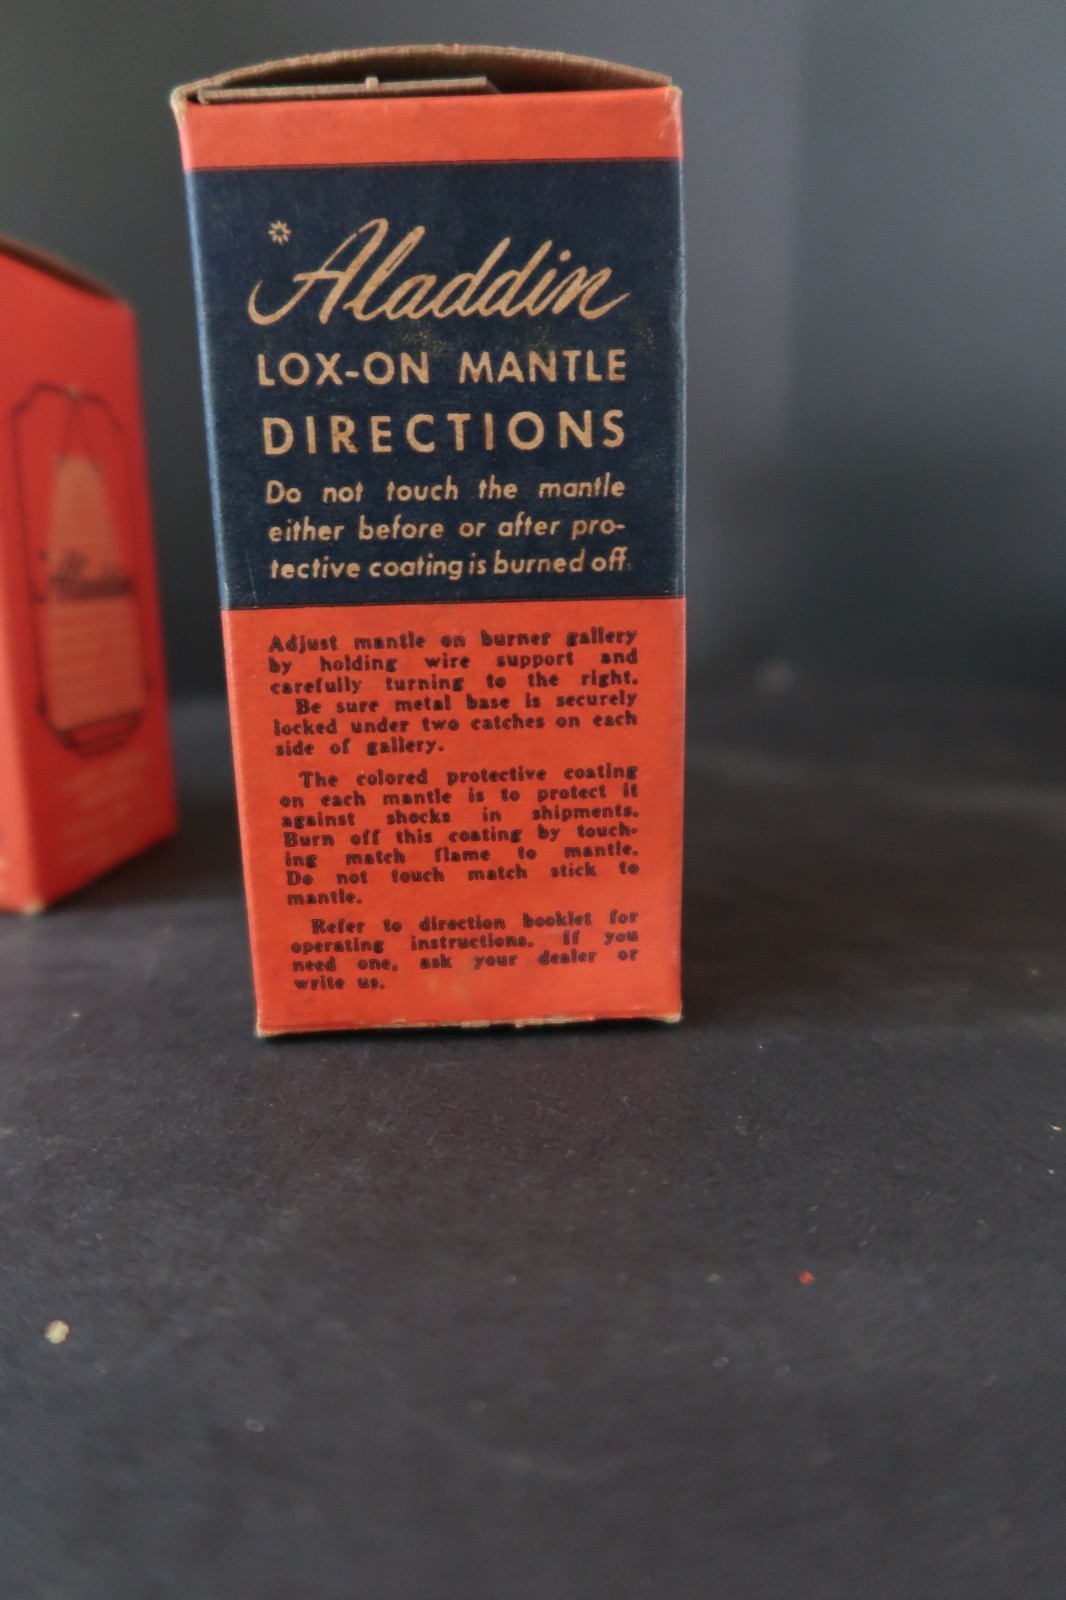 Aladdin
LOX-ON MANTLE
DIRECTIONS
Do not touch the mantle
either before or after pro-
tective coating is burned off.
Adjust mantle on burner gallery
by holding wire support and
carefully turning to the right.
Be sure metal base is securely
locked under two catches on each
side of gallery.
The colored protective coating
on each mantle is to protect it
against shocks in shipments.
Burn off this coating by touch-
ing match flame to mantle.
Do not touch match stick to
mantle.
Refer to direction booklet for
operating instructions. If you
need one, ask your dealer or
write us.
Aladdin